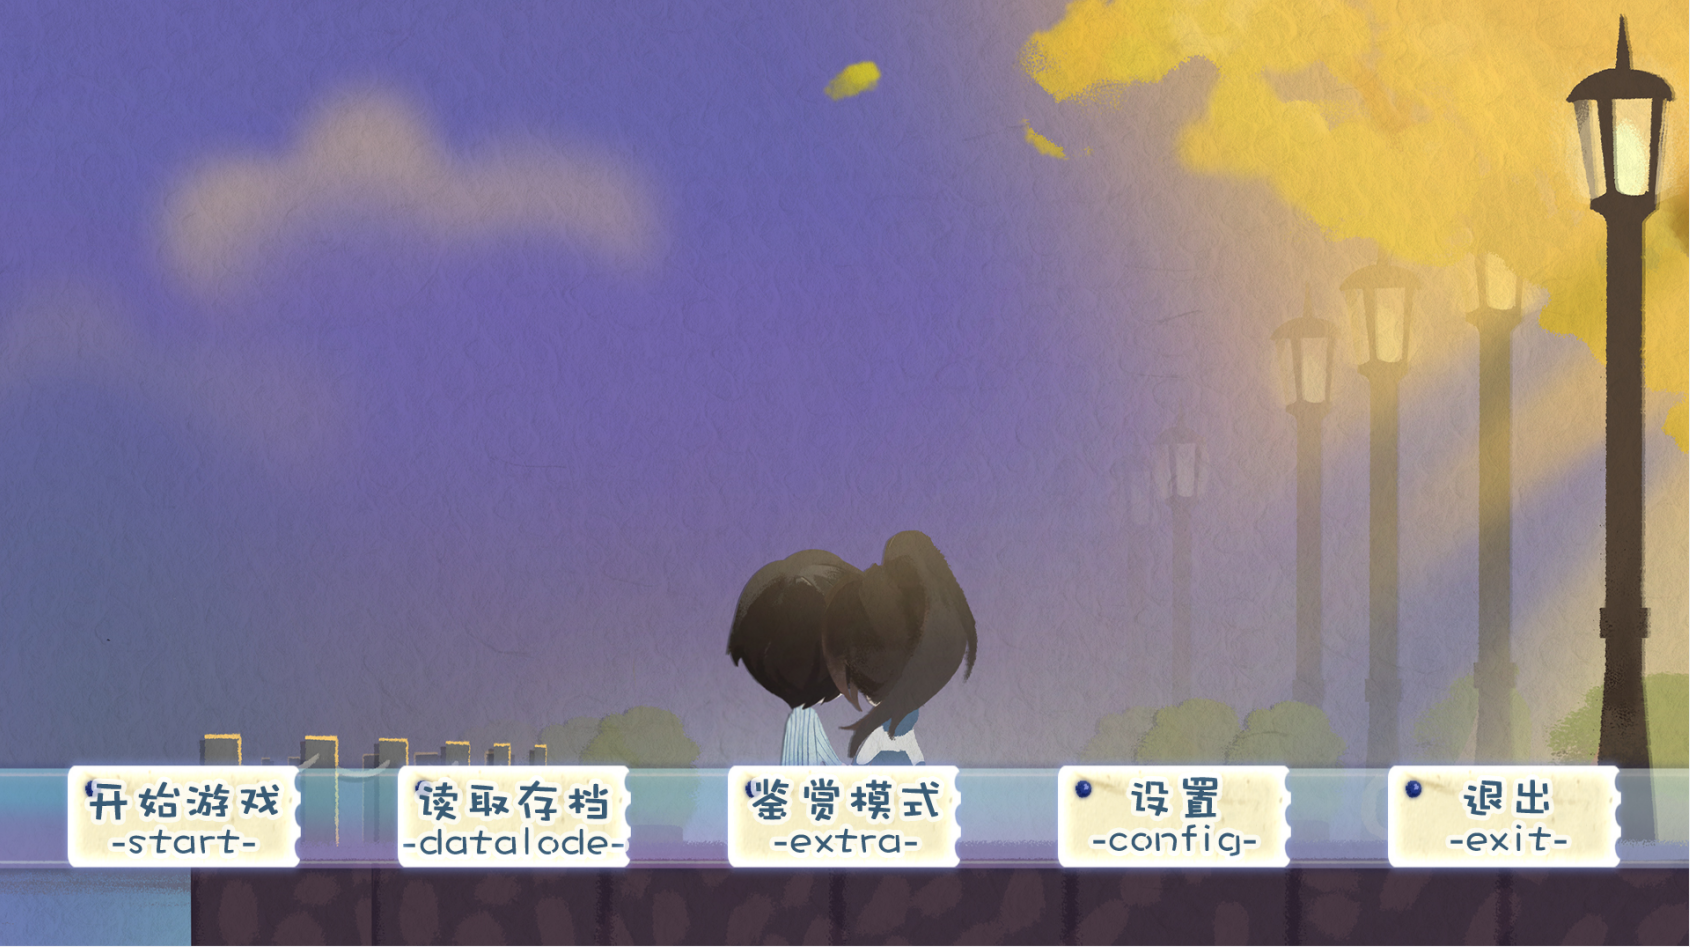 开始游戏
-start-
读取存档
-datalode-
鉴赏模式
-extra-
设置
-config-
退出
-exit-